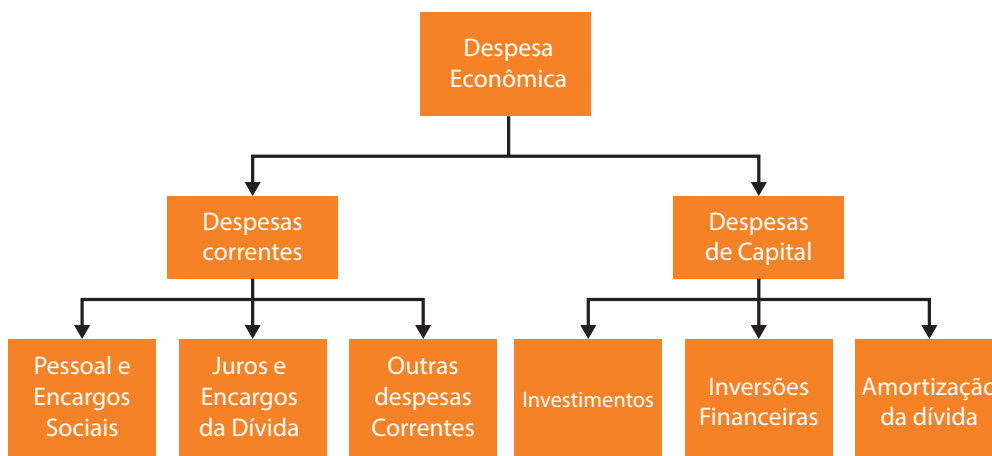 Despesa
Econômica
Despesas
correntes
Despesas
de Capital
Pessoal e
Encargos
Sociais
Juros e
Encargos
da Dívida
Outras
despesas
Correntes
Investimentos
Inversões
Financeiras
Amortização
da dívida